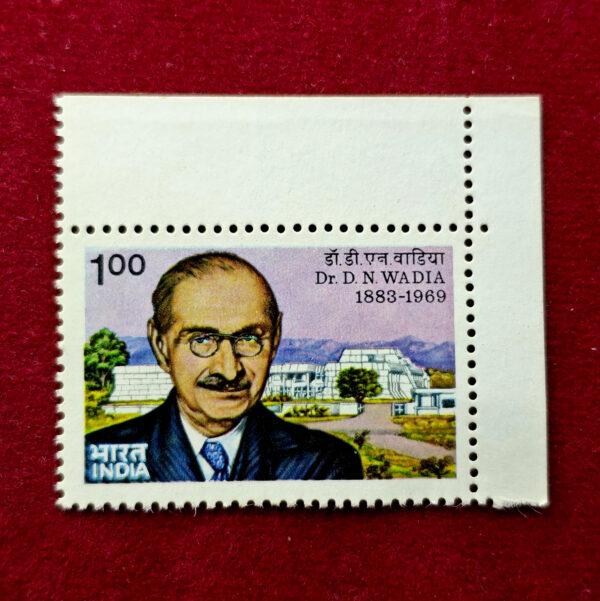 1.00
डॉ.डी.एन.वाडिया
Dr. D. N. WADIA
1883-1969
भारत
INDIA